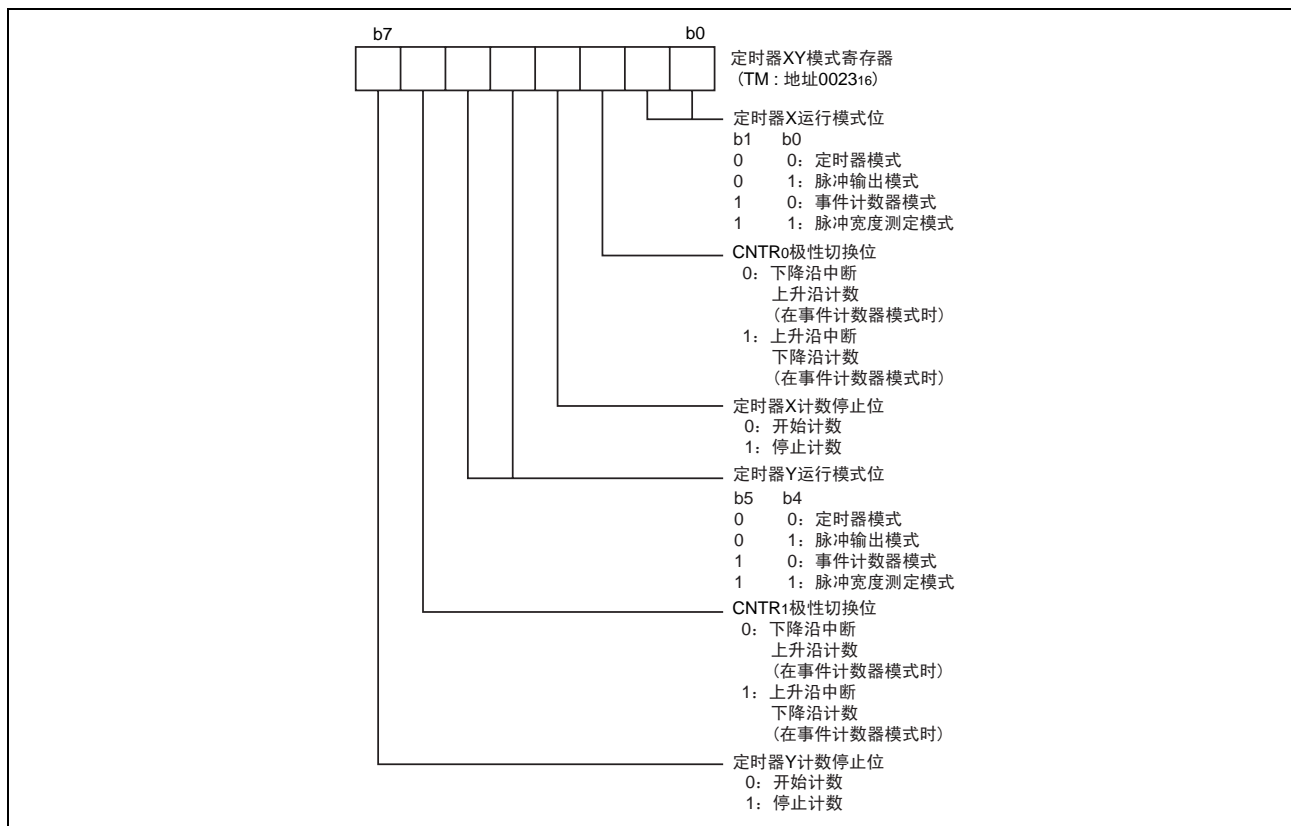 b7 b0
定时器XY模式寄存器
（TM : 地址002316）
定时器X运行模式位
b1 b0
0 0：定时器模式
0 1：脉冲输出模式
1 0：事件计数器模式
1 1：脉冲宽度测定模式
CNTR0极性切换位
0：下降沿中断
上升沿计数
（在事件计数器模式时）
1：上升沿中断
下降沿计数
（在事件计数器模式时）
定时器X计数停止位
0：开始计数
1：停止计数
定时器Y运行模式位
b5 b4
0 0：定时器模式
0 1：脉冲输出模式
1 0：事件计数器模式
1 1：脉冲宽度测定模式
CNTR1极性切换位
0：下降沿中断
上升沿计数
（在事件计数器模式时）
1：上升沿中断
下降沿计数
（在事件计数器模式时）
定时器Y计数停止位
0：开始计数
1：停止计数